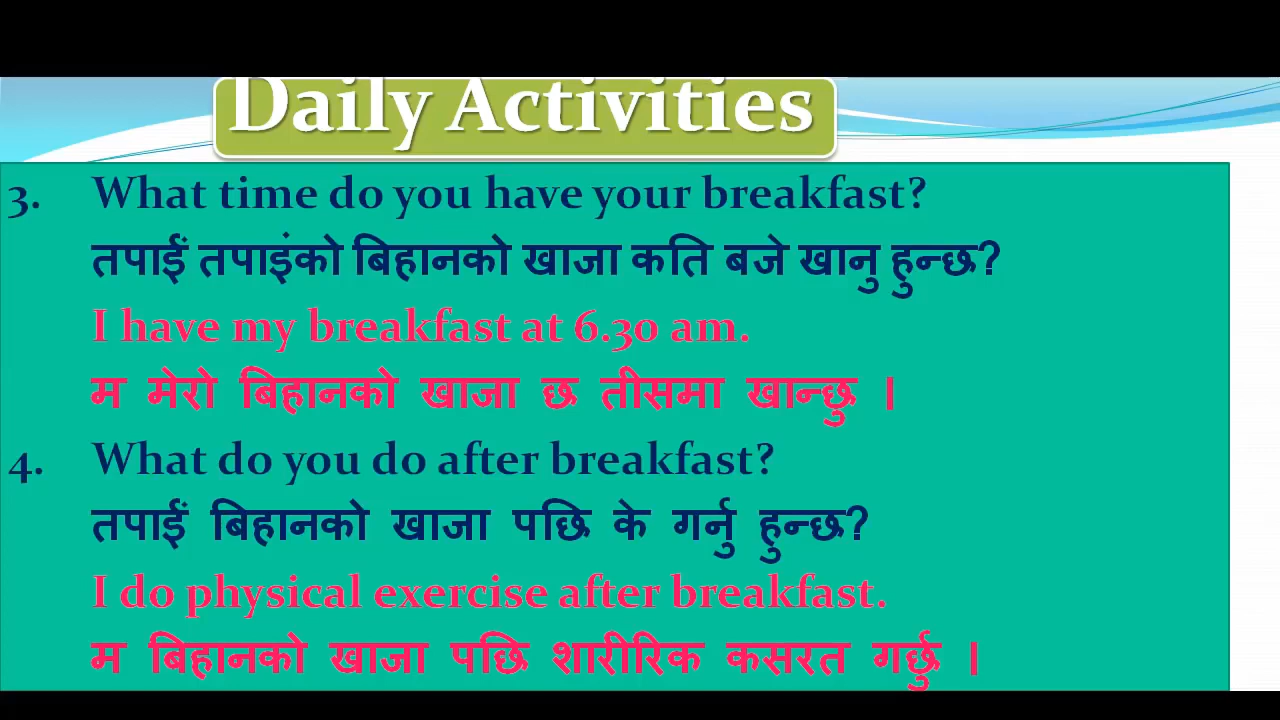 Daily Activities
3. What time do you have your breakfast?
तपाईं तपाइंको बिहानको खाजा कति बजे खानु हुन्छ?
I have my breakfast at 6.30 am.
म मेरो बिहानको खाजा छ तीसमा खान्छु ।
4. What do you do after breakfast?
तपाईं बिहानको खाजा पछि के गर्नु हुन्छ?
I do physical exercise after breakfast.
म बिहानको खाजा पछि शारीरिक कसरत गर्छु ।